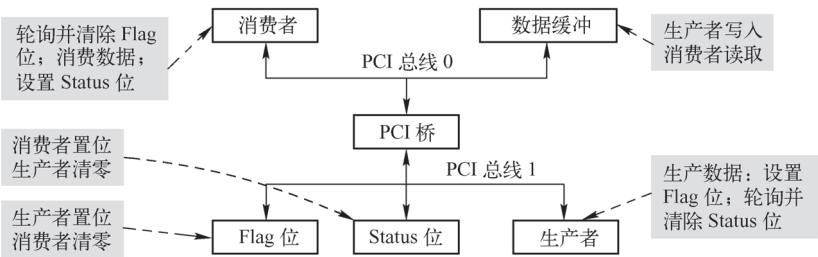 轮询并清除 Flag
位；消费数据；
设置 Status 位
消费者
数据缓冲
生产者写入
消费者读取
PCI 总线 0
PCI 桥
消费者置位
生产者清零
PCI 总线 1
生产数据：设置
Flag 位；轮询并
清除 Status 位
生产者置位
消费者清零
Flag 位
Status 位
生产者